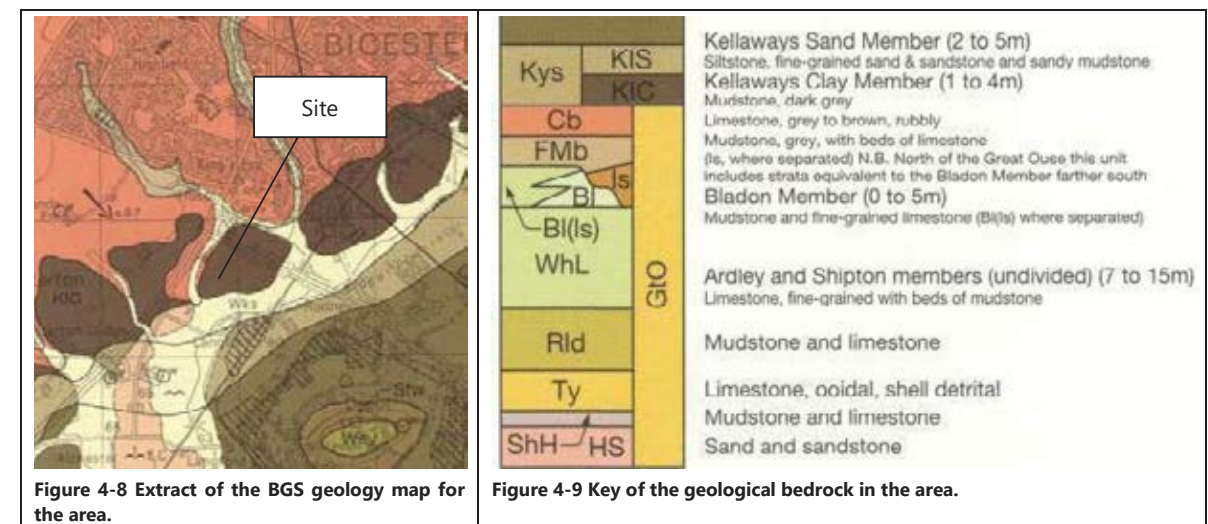 BICESTE
Site
Wks
Stw
Wey
Figure 4-8 Extract of the BGS geology map for
the area.
Kys
KlS
KlC
Cb
FMb
ls
B
Bl(ls)
WhL
Rld
Ty
ShH
HS
GtO
Kellaways Sand Member (2 to 5m)
Siltstone, fine-grained sand & sandstone and sandy mudstone
Kellaways Clay Member (1 to 4m)
Mudstone, dark grey
Limestone, grey to brown, rubbly
Mudstone, grey, with beds of limestone
(ls, where separated) N.B. North of the Great Ouse this unit
includes strata equivalent to the Bladon Member farther south
Bladon Member (0 to 5m)
Mudstone and fine-grained limestone (Bl(ls) where separated)
Ardley and Shipton members (undivided) (7 to 15m)
Limestone, fine-grained with beds of mudstone
Mudstone and limestone
Limestone, ooidal, shell detrital
Mudstone and limestone
Sand and sandstone
Figure 4-9 Key of the geological bedrock in the area.